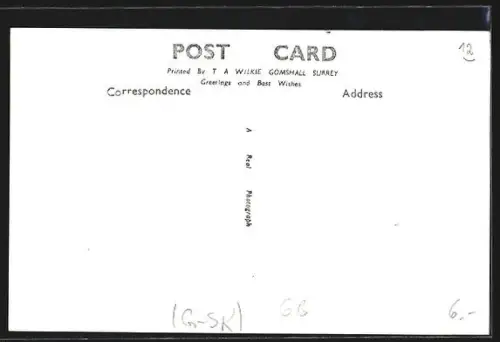 POST CARD
12
Printed By T A WILKIE GOMSHALL SURREY
Greetings and Best Wishes
Correspondence
Address
A Real Photograph
(Gr-SK)
GB
6.-